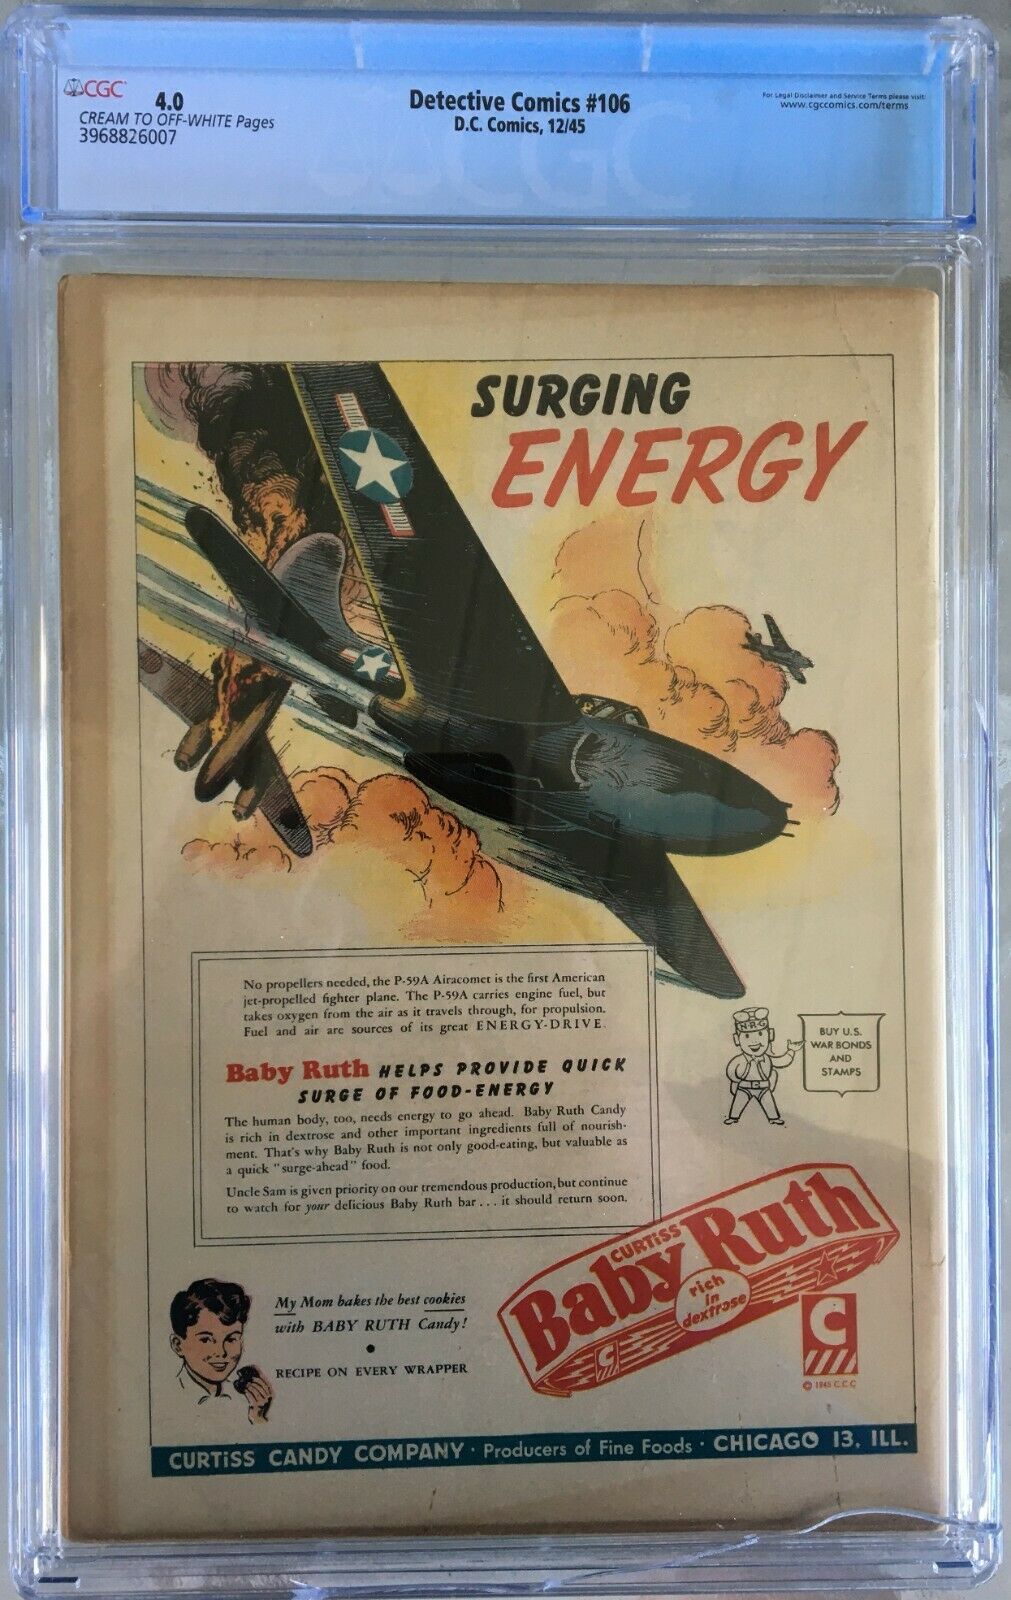 CGC
4.0
CREAM TO OFF-WHITE Pages
3968826007
Detective Comics #106
D.C. Comics, 12/45
For Legal Disclaimer and Service Terms please visit:
www.cgccomics.com/terms
CGC
SURGING
ENERGY
No propellers needed, the P-59A Airacomet is the first American
jet-propelled fighter plane. The P-59A carries engine fuel, but
takes oxygen from the air as it travels through, for propulsion.
Fuel and air are sources of its great ENERGY-DRIVE.
Baby Ruth HELPS PROVIDE QUICK
SURGE OF FOOD-ENERGY
The human body, too, needs energy to go ahead. Baby Ruth Candy
is rich in dextrose and other important ingredients full of nourish-
ment. That's why Baby Ruth is not only good-eating, but valuable as
a quick "surge-ahead" food.
Uncle Sam is given priority on our tremendous production, but continue
to watch for your delicious Baby Ruth bar... it should return soon.
N-R-G
BUY U.S.
WAR BONDS
AND
STAMPS
My Mom bakes the best cookies
with BABY RUTH Candy!
•
RECIPE ON EVERY WRAPPER
CURTiSS
Baby Ruth
rich
in
dextrose
C
C
© 1945 C.C.C.
CURTiSS CANDY COMPANY · Producers of Fine Foods · CHICAGO 13, ILL.